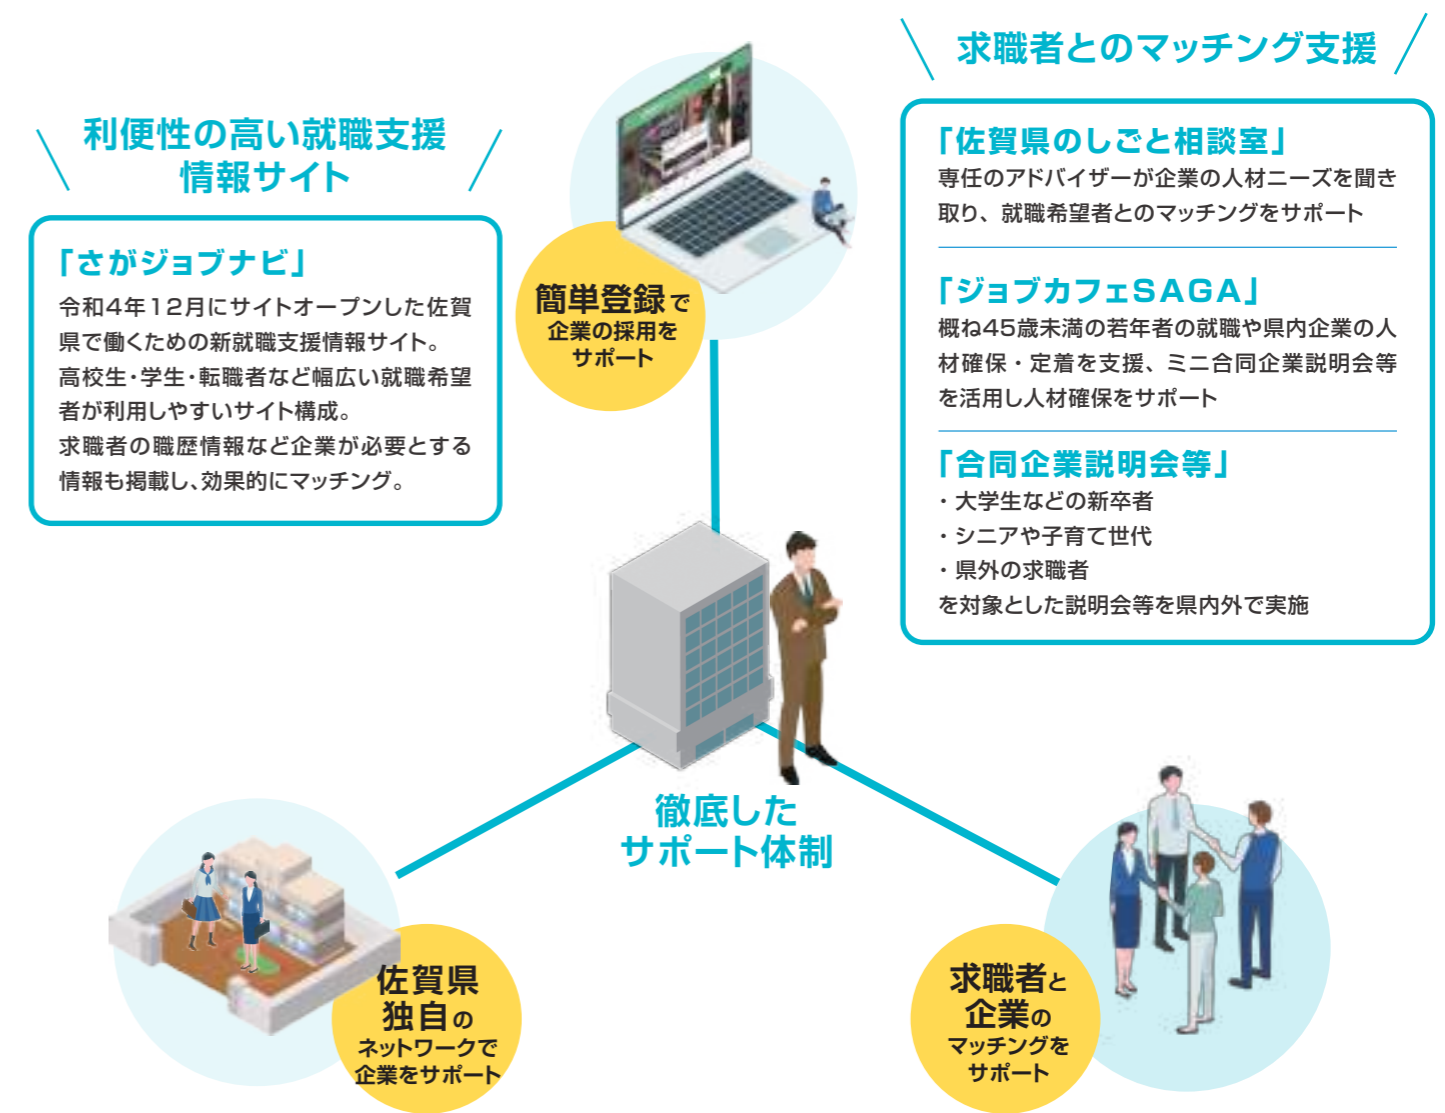 利便性の高い就職支援
情報サイト
「さがジョブナビ」
令和4年12月にサイトオープンした佐賀
県で働くための新就職支援情報サイト。
高校生・学生・転職者など幅広い就職希望
者が利用しやすいサイト構成。
求職者の職歴情報など企業が必要とする
情報も掲載し、効果的にマッチング。
簡単登録で
企業の採用を
サポート
求職者とのマッチング支援
「佐賀県のしごと相談室」
専任のアドバイザーが企業の人材ニーズを聞き
取り、就職希望者とのマッチングをサポート
「ジョブカフェSAGA」
概ね45歳未満の若年者の就職や県内企業の人
材確保・定着を支援、ミニ合同企業説明会等
を活用し人材確保をサポート
「合同企業説明会等」
・大学生などの新卒者
・シニアや子育て世代
・県外の求職者
を対象とした説明会等を県内外で実施
徹底した
サポート体制
佐賀県
独自の
ネットワークで
企業をサポート
求職者と
企業の
マッチングを
サポート